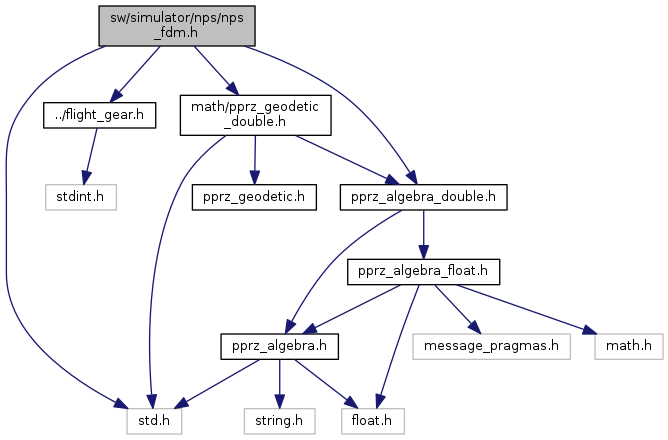 sw/simulator/nps/nps
_fdm.h
../flight_gear.h
math/pprz_geodetic
_double.h
stdint.h
pprz_geodetic.h
pprz_algebra_double.h
pprz_algebra_float.h
pprz_algebra.h
message_pragmas.h
math.h
std.h
string.h
float.h